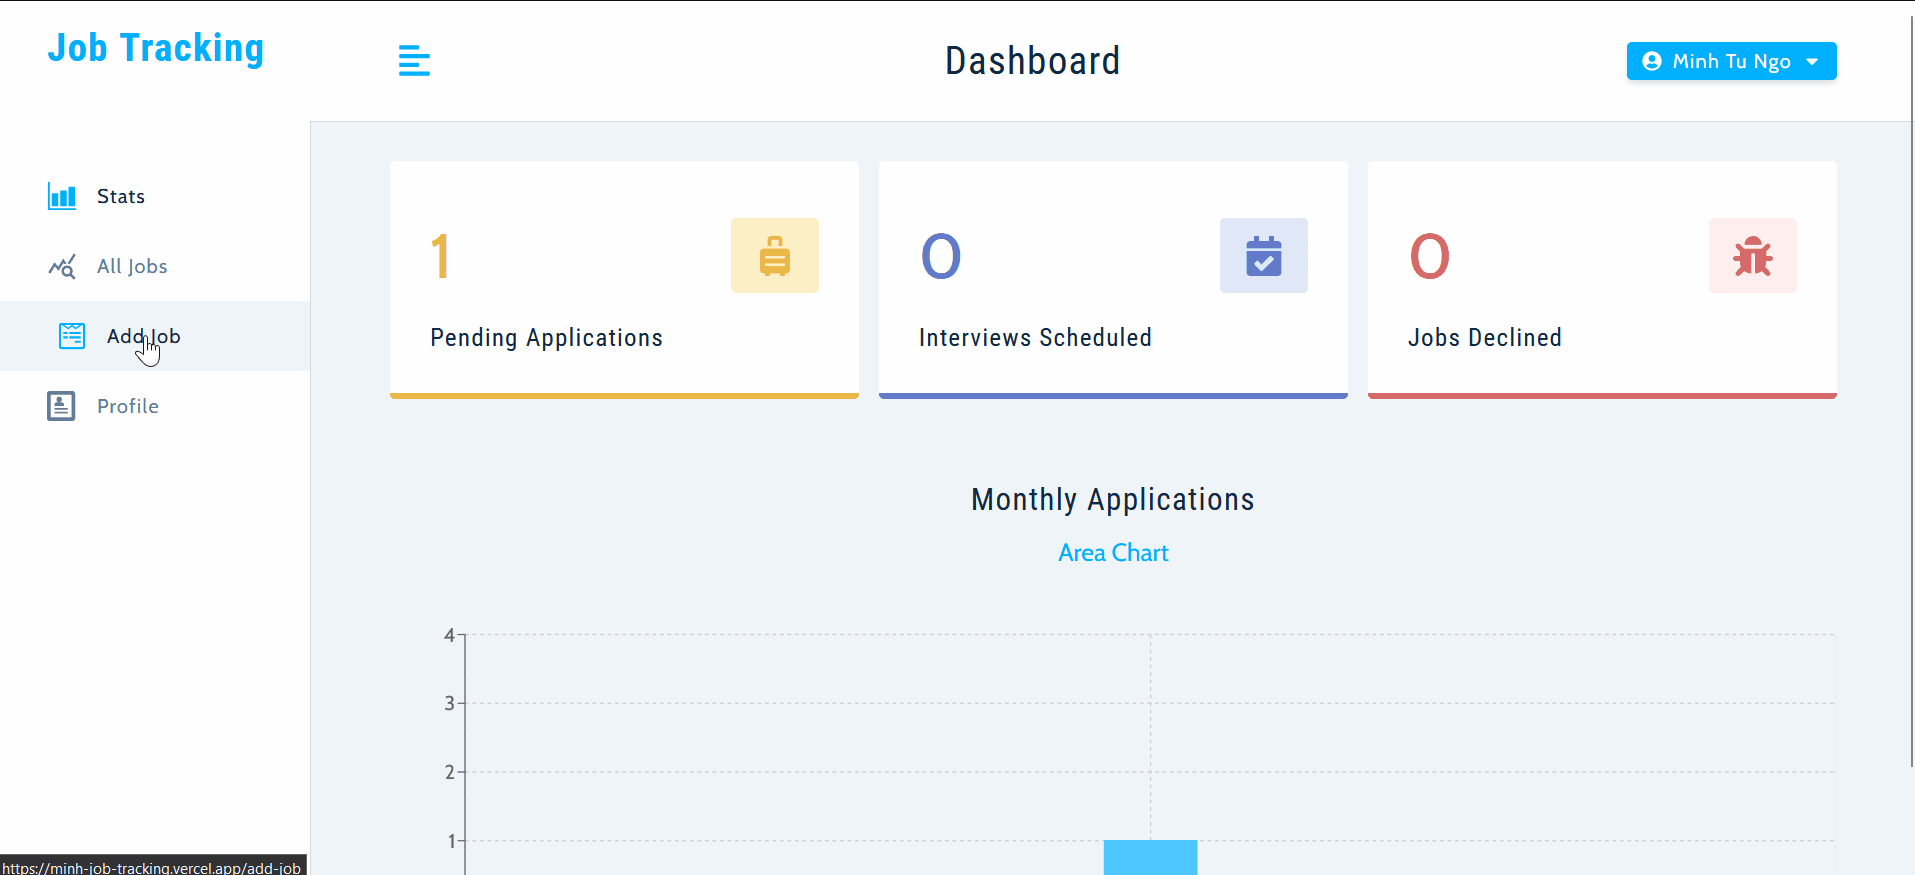 Job Tracking
Dashboard
Minh Tu Ngo
Stats
All Jobs
Add Job
Profile
1
Pending Applications
0
Interviews Scheduled
0
Jobs Declined
Monthly Applications
Area Chart
4
3
2
1
https://minh-job-tracking.vercel.app/add-job